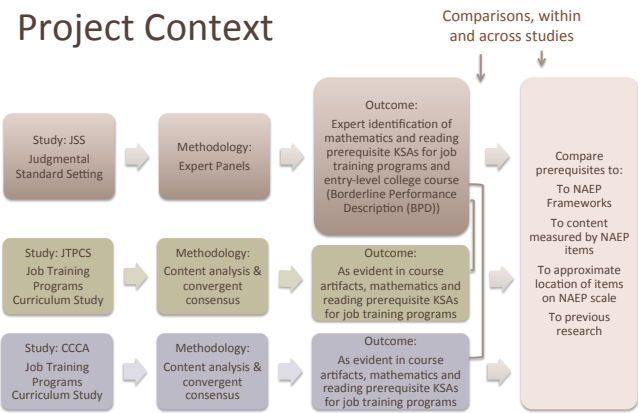 Project Context
Comparisons, within
and across studies
Study: JSS
Judgmental
Standard Setting
Methodology:
Expert Panels
Outcome:
Expert identification of
mathematics and reading
prerequisite KSAs for job
training programs and
entry-level college course
(Borderline Performance
Description (BPD))
Study: JTPCS
Job Training
Programs
Curriculum Study
Methodology:
Content analysis &
convergent
consensus
Outcome:
As evident in course
artifacts, mathematics and
reading prerequisite KSAs
for job training programs
Study: CCCA
Job Training
Programs
Curriculum Study
Methodology:
Content analysis &
convergent
consensus
Outcome:
As evident in course
artifacts, mathematics and
reading prerequisite KSAs
for job training programs
Compare
prerequisites to:
To NAEP
Frameworks
To content
measured by NAEP
items
To approximate
location of items
on NAEP scale
To previous
research